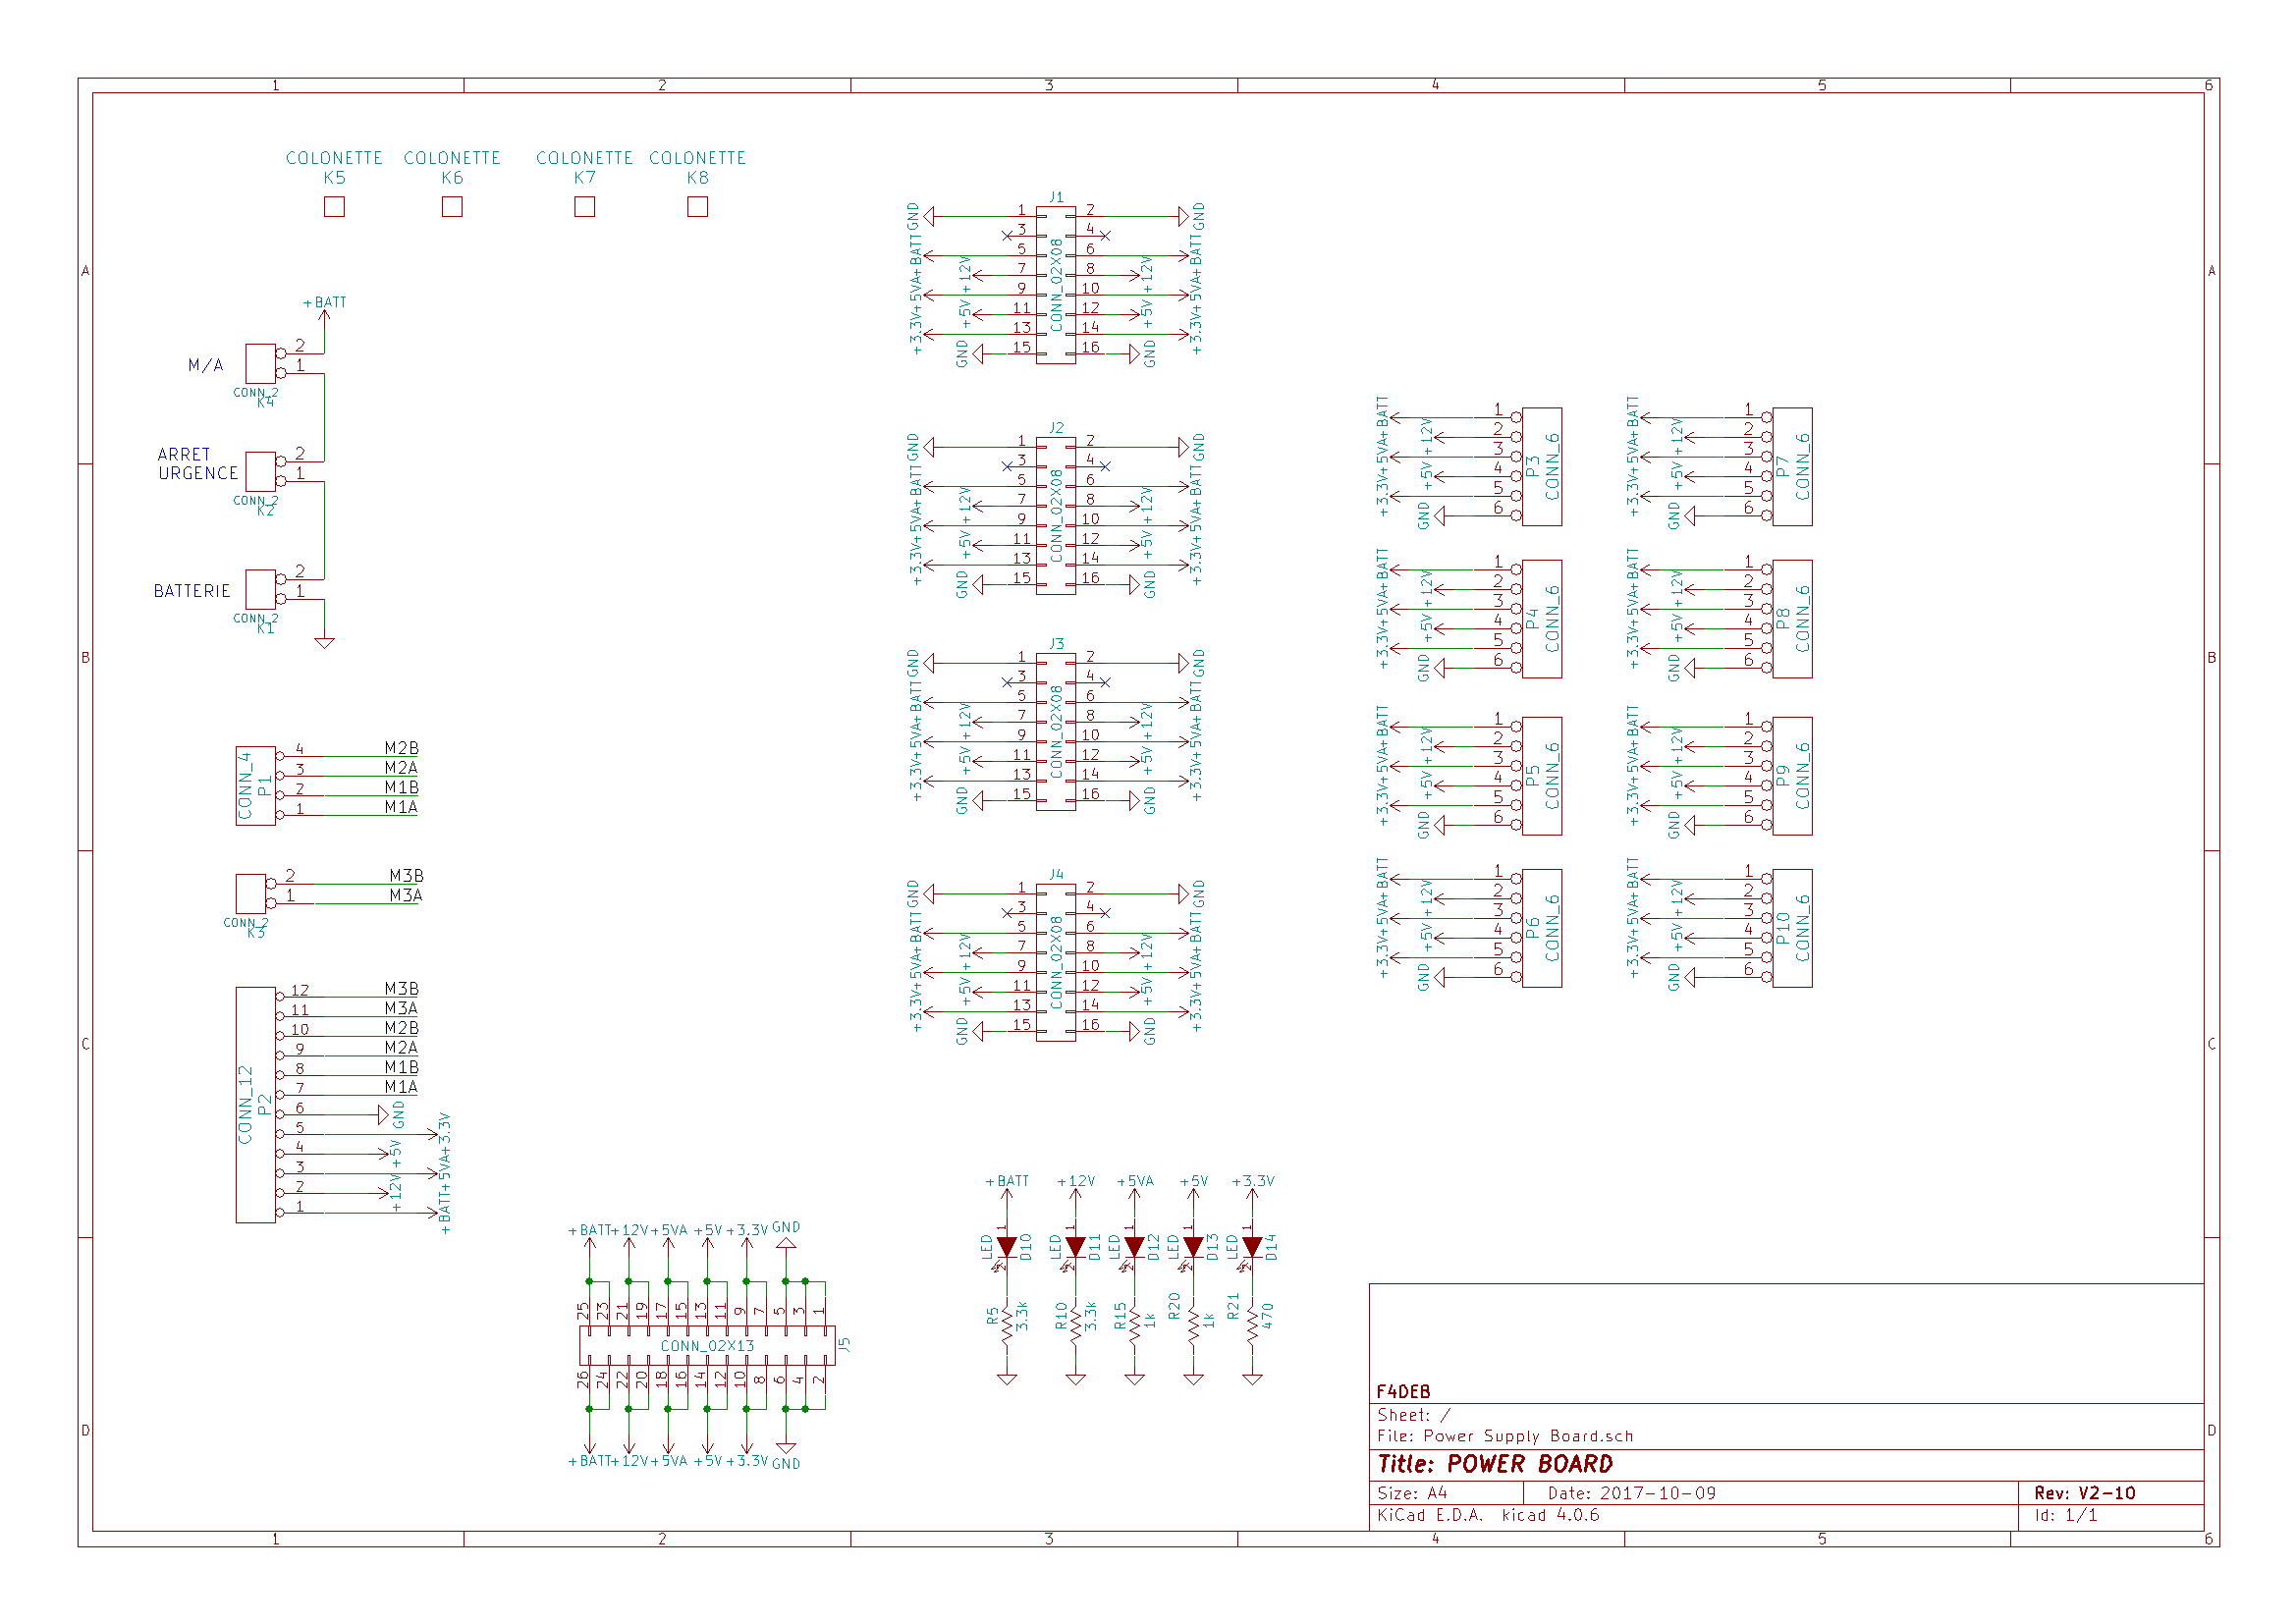 1 2 3 4 5 6
COLONETTE COLONETTE COLONETTE COLONETTE
K5 K6 K7 K8
A A
B B
C C
D D
+BATT
M/A
2
1
CONN_2
K4
ARRET
URGENCE
2
1
CONN_2
K2
BATTERIE
2
1
CONN_2
K1
CONN_4
P1
4 M2B
3 M2A
2 M1B
1 M1A
2 M3B
1 M3A
CONN_2
K3
CONN_12
P2
12 M3B
11 M3A
10 M2B
9 M2A
8 M1B
7 M1A
6 GND
5 +3.3V
4 +5V
3 +5VA
2 +12V
1 +BATT
J1
CONN_02X08
GND 1 2 GND
3 4
+BATT 5 6 +BATT
+12V 7 8 +12V
+5VA 9 10 +5VA
+5V 11 12 +5V
+3.3V 13 14 +3.3V
GND 15 16 GND
J2
CONN_02X08
GND 1 2 GND
3 4
+BATT 5 6 +BATT
+12V 7 8 +12V
+5VA 9 10 +5VA
+5V 11 12 +5V
+3.3V 13 14 +3.3V
GND 15 16 GND
J3
CONN_02X08
GND 1 2 GND
3 4
+BATT 5 6 +BATT
+12V 7 8 +12V
+5VA 9 10 +5VA
+5V 11 12 +5V
+3.3V 13 14 +3.3V
GND 15 16 GND
J4
CONN_02X08
GND 1 2 GND
3 4
+BATT 5 6 +BATT
+12V 7 8 +12V
+5VA 9 10 +5VA
+5V 11 12 +5V
+3.3V 13 14 +3.3V
GND 15 16 GND
+BATT 1
+12V 2
+5VA 3
+5V 4
+3.3V 5
GND 6
P3
CONN_6
+BATT 1
+12V 2
+5VA 3
+5V 4
+3.3V 5
GND 6
P7
CONN_6
+BATT 1
+12V 2
+5VA 3
+5V 4
+3.3V 5
GND 6
P4
CONN_6
+BATT 1
+12V 2
+5VA 3
+5V 4
+3.3V 5
GND 6
P8
CONN_6
+BATT 1
+12V 2
+5VA 3
+5V 4
+3.3V 5
GND 6
P5
CONN_6
+BATT 1
+12V 2
+5VA 3
+5V 4
+3.3V 5
GND 6
P9
CONN_6
+BATT 1
+12V 2
+5VA 3
+5V 4
+3.3V 5
GND 6
P6
CONN_6
+BATT 1
+12V 2
+5VA 3
+5V 4
+3.3V 5
GND 6
P10
CONN_6
+BATT +12V +5VA +5V +3.3V GND
25 23 21 19 17 15 13 11 9 7 5 3 1
CONN_02X13
J5
26 24 22 20 18 16 14 12 10 8 6 4 2
+BATT +12V +5VA +5V +3.3V GND
+BATT +12V +5VA +5V +3.3V
1 1 1 1 1
LED D10 LED D11 LED D12 LED D13 LED D14
2 2 2 2 2
R5 3.3k R10 3.3k R15 1k R20 1k R21 470
F4DEB
Sheet: /
File: Power Supply Board.sch
Title: POWER BOARD
Size: A4 Date: 2017-10-09 Rev: V2-10
KiCad E.D.A. kicad 4.0.6 Id: 1/1
1 2 3 4 5 6